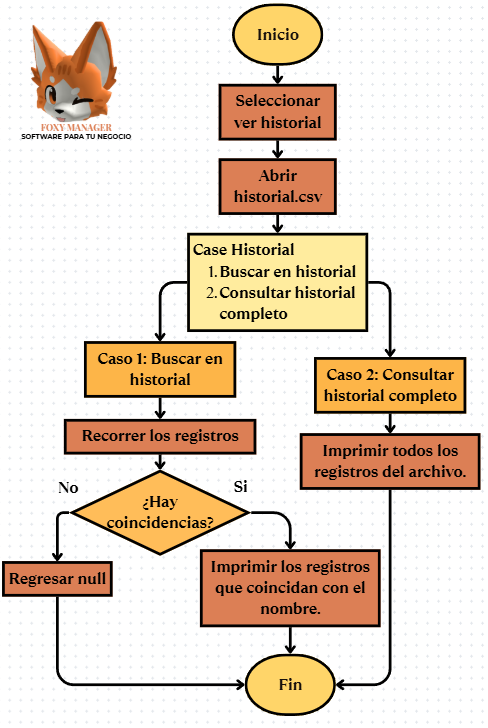 Inicio
FOXY MANAGER
SOFTWARE PARA TU NEGOCIO
Seleccionar
ver historial
Abrir
historial.csv
Case Historial
1. Buscar en historial
2. Consultar historial
completo
Caso 1: Buscar en
historial
Caso 2: Consultar
historial completo
Recorrer los registros
Imprimir todos los
registros del archivo.
No
Si
¿Hay
coincidencias?
Regresar null
Imprimir los registros
que coincidan con el
nombre.
Fin